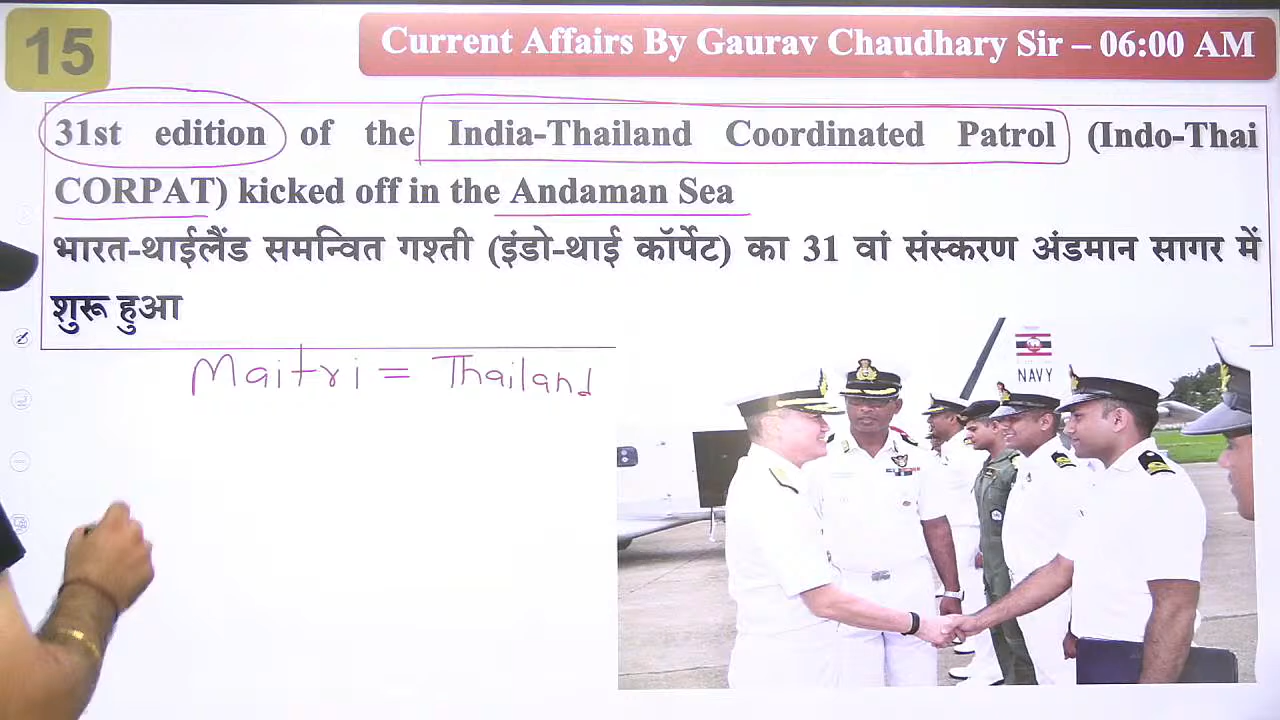 15
Current Affairs By Gaurav Chaudhary Sir – 06:00 AM
31st edition of the India-Thailand Coordinated Patrol (Indo-Thai
CORPAT) kicked off in the Andaman Sea
भारत-थाईलैंड समन्वित गश्ती (इंडो-थाई कॉर्पेट) का 31 वां संस्करण अंडमान सागर में
शुरू हुआ
Maitri = Thailand
NAVY